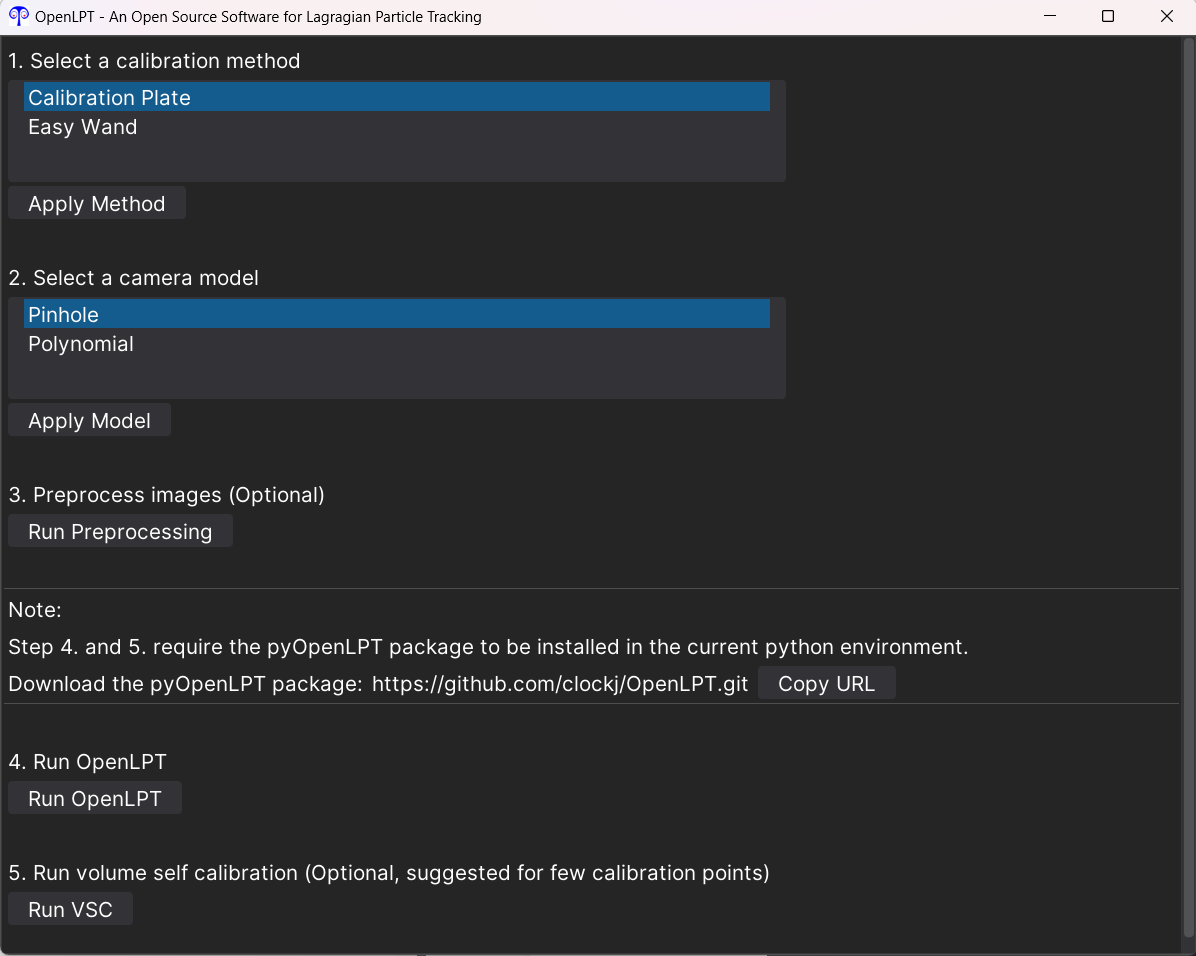 OpenLPT - An Open Source Software for Lagragian Particle Tracking
1. Select a calibration method
Calibration Plate
Easy Wand
Apply Method
2. Select a camera model
Pinhole
Polynomial
Apply Model
3. Preprocess images (Optional)
Run Preprocessing
Note:
Step 4. and 5. require the pyOpenLPT package to be installed in the current python environment.
Download the pyOpenLPT package: https://github.com/clockj/OpenLPT.git Copy URL
4. Run OpenLPT
Run OpenLPT
5. Run volume self calibration (Optional, suggested for few calibration points)
Run VSC